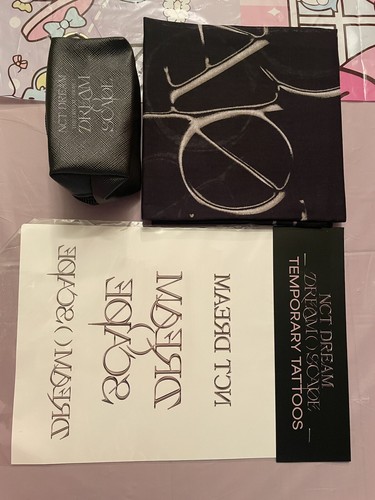 NCT DREAM
DREAM
()
SCAPE
NCT DREAM
DREAM ( ) SCAPE
TEMPORARY TATTOOS
NCT DREAM
DREAM
()
SCAPE
DREAM ( ) SCAPE